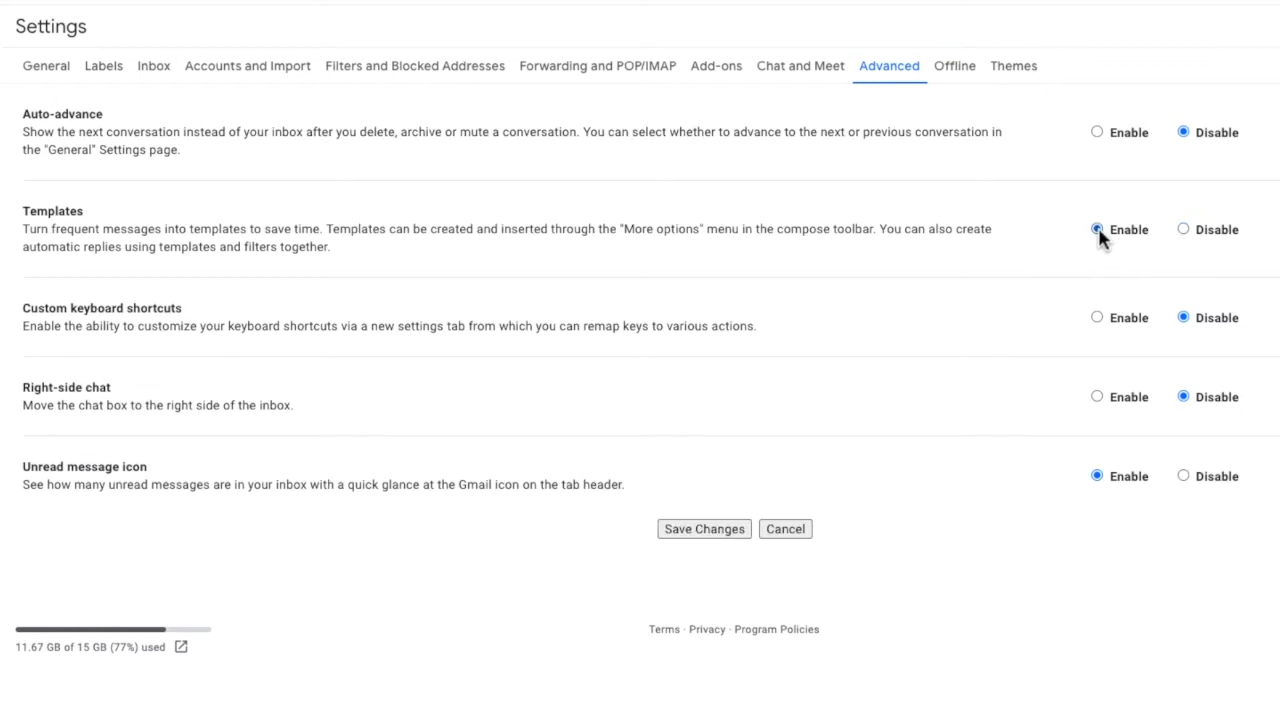 Settings
General Labels Inbox Accounts and Import Filters and Blocked Addresses Forwarding and POP/IMAP Add-ons Chat and Meet Advanced Offline Themes
Auto-advance
Show the next conversation instead of your inbox after you delete, archive or mute a conversation. You can select whether to advance to the next or previous conversation in
the "General" Settings page.
Enable Disable
Templates
Turn frequent messages into templates to save time. Templates can be created and inserted through the "More options" menu in the compose toolbar. You can also create
automatic replies using templates and filters together.
Enable Disable
Custom keyboard shortcuts
Enable the ability to customize your keyboard shortcuts via a new settings tab from which you can remap keys to various actions.
Enable Disable
Right-side chat
Move the chat box to the right side of the inbox.
Enable Disable
Unread message icon
See how many unread messages are in your inbox with a quick glance at the Gmail icon on the tab header.
Enable Disable
Save Changes Cancel
Terms · Privacy · Program Policies
11.67 GB of 15 GB (77%) used